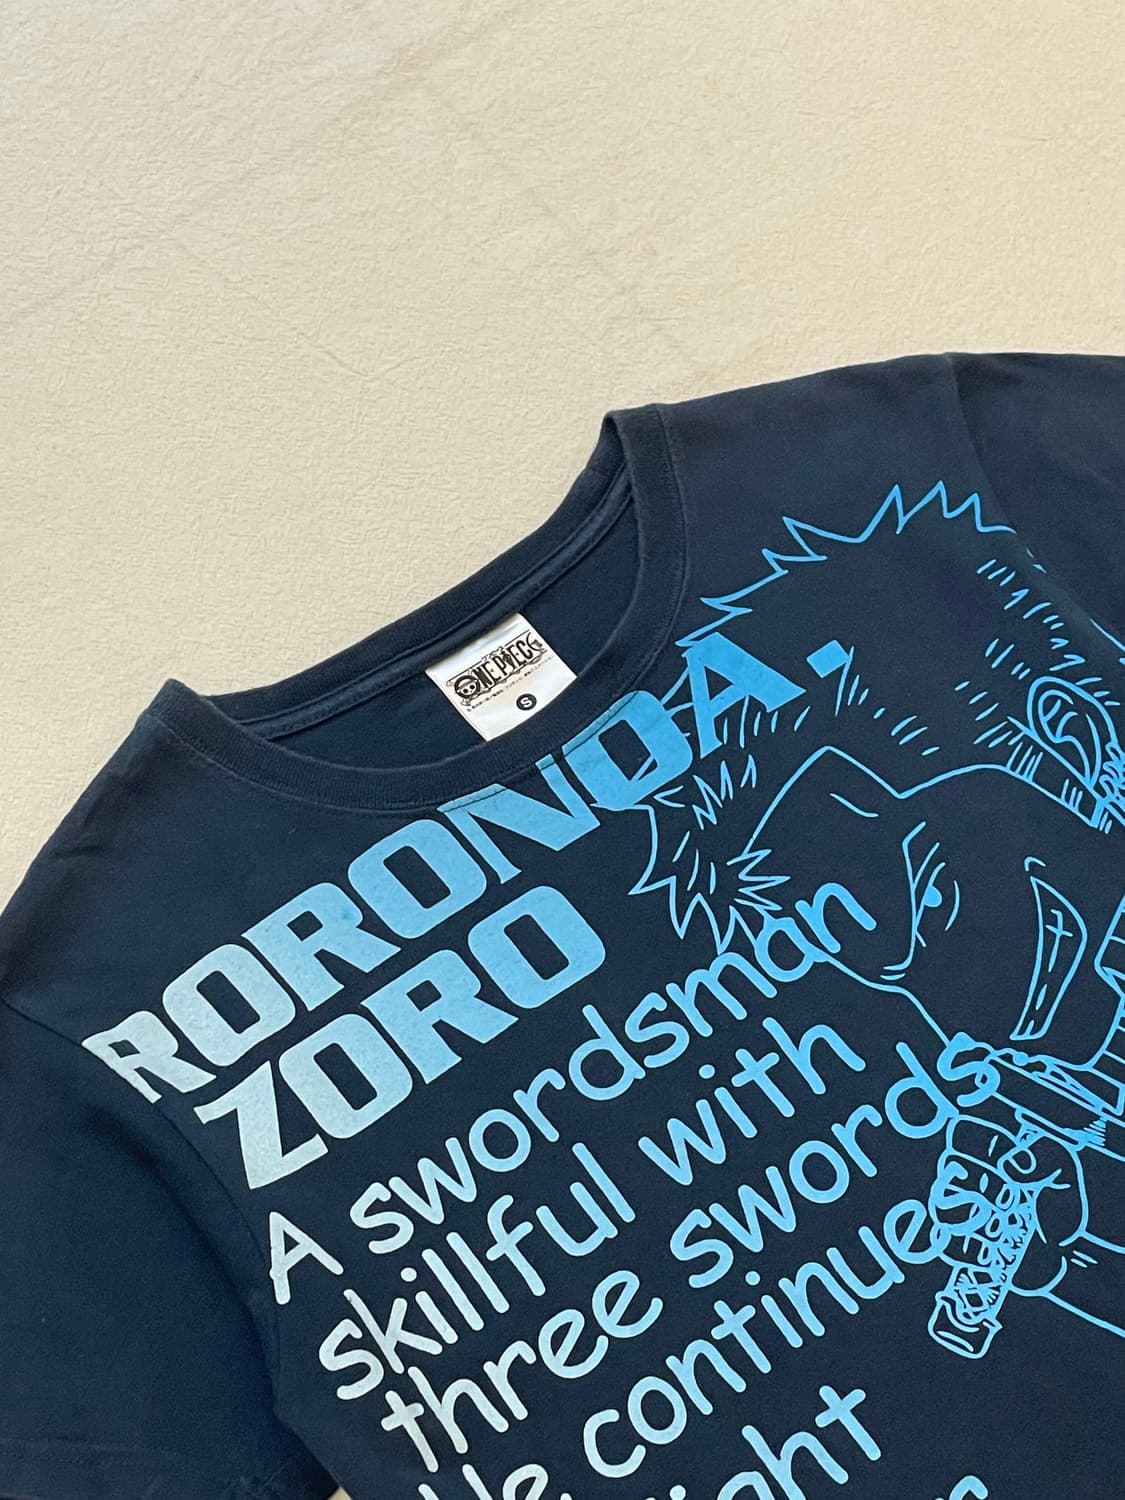 ONE PIECE
S
RORONOA.
ZORO
A swordsman
skillful with
three swords
He continues